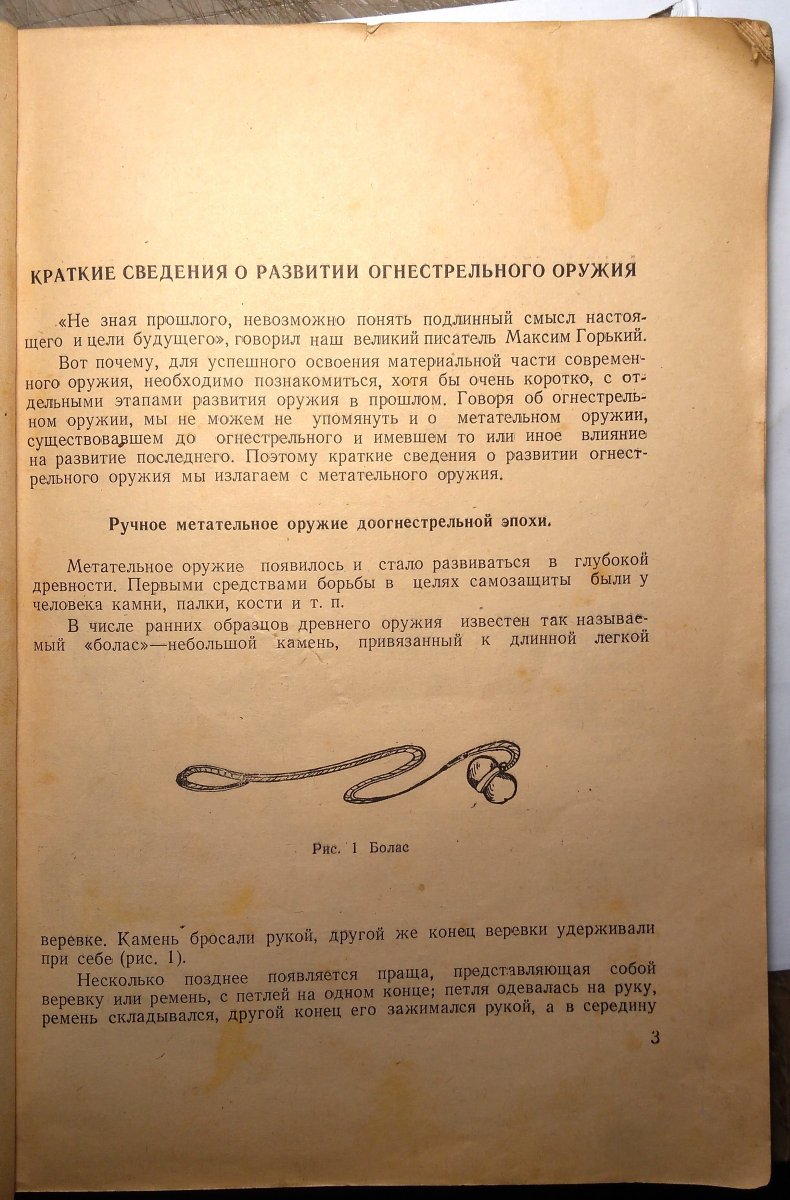 КРАТКИЕ СВЕДЕНИЯ О РАЗВИТИИ ОГНЕСТРЕЛЬНОГО ОРУЖИЯ
«Не зная прошлого, невозможно понять подлинный смысл настоя-
щего и цели будущего», говорил наш великий писатель Максим Горький.
Вот почему, для успешного освоения материальной части современ-
ного оружия, необходимо познакомиться, хотя бы очень коротко, с от-
дельными этапами развития оружия в прошлом. Говоря об огнестрель-
ном оружии, мы не можем не упомянуть и о метательном оружии,
существовавшем до огнестрельного и имевшем то или иное влияние
на развитие последнего. Поэтому краткие сведения о развитии огнест-
рельного оружия мы излагаем с метательного оружия.
Ручное метательное оружие доогнестрельной эпохи.
Метательное оружие появилось и стало развиваться в глубокой
древности. Первыми средствами борьбы в целях самозащиты были у
человека камни, палки, кости и т. п.
В числе ранних образцов древнего оружия известен так называе-
мый «болас»—небольшой камень, привязанный к длинной легкой
Рис. 1 Болас
веревке. Камень бросали рукой, другой же конец веревки удерживали
при себе (рис. 1).
Несколько позднее появляется праща, представляющая собой
веревку или ремень, с петлей на одном конце; петля одевалась на руку,
ремень складывался, другой конец его зажимался рукой, а в середину
3